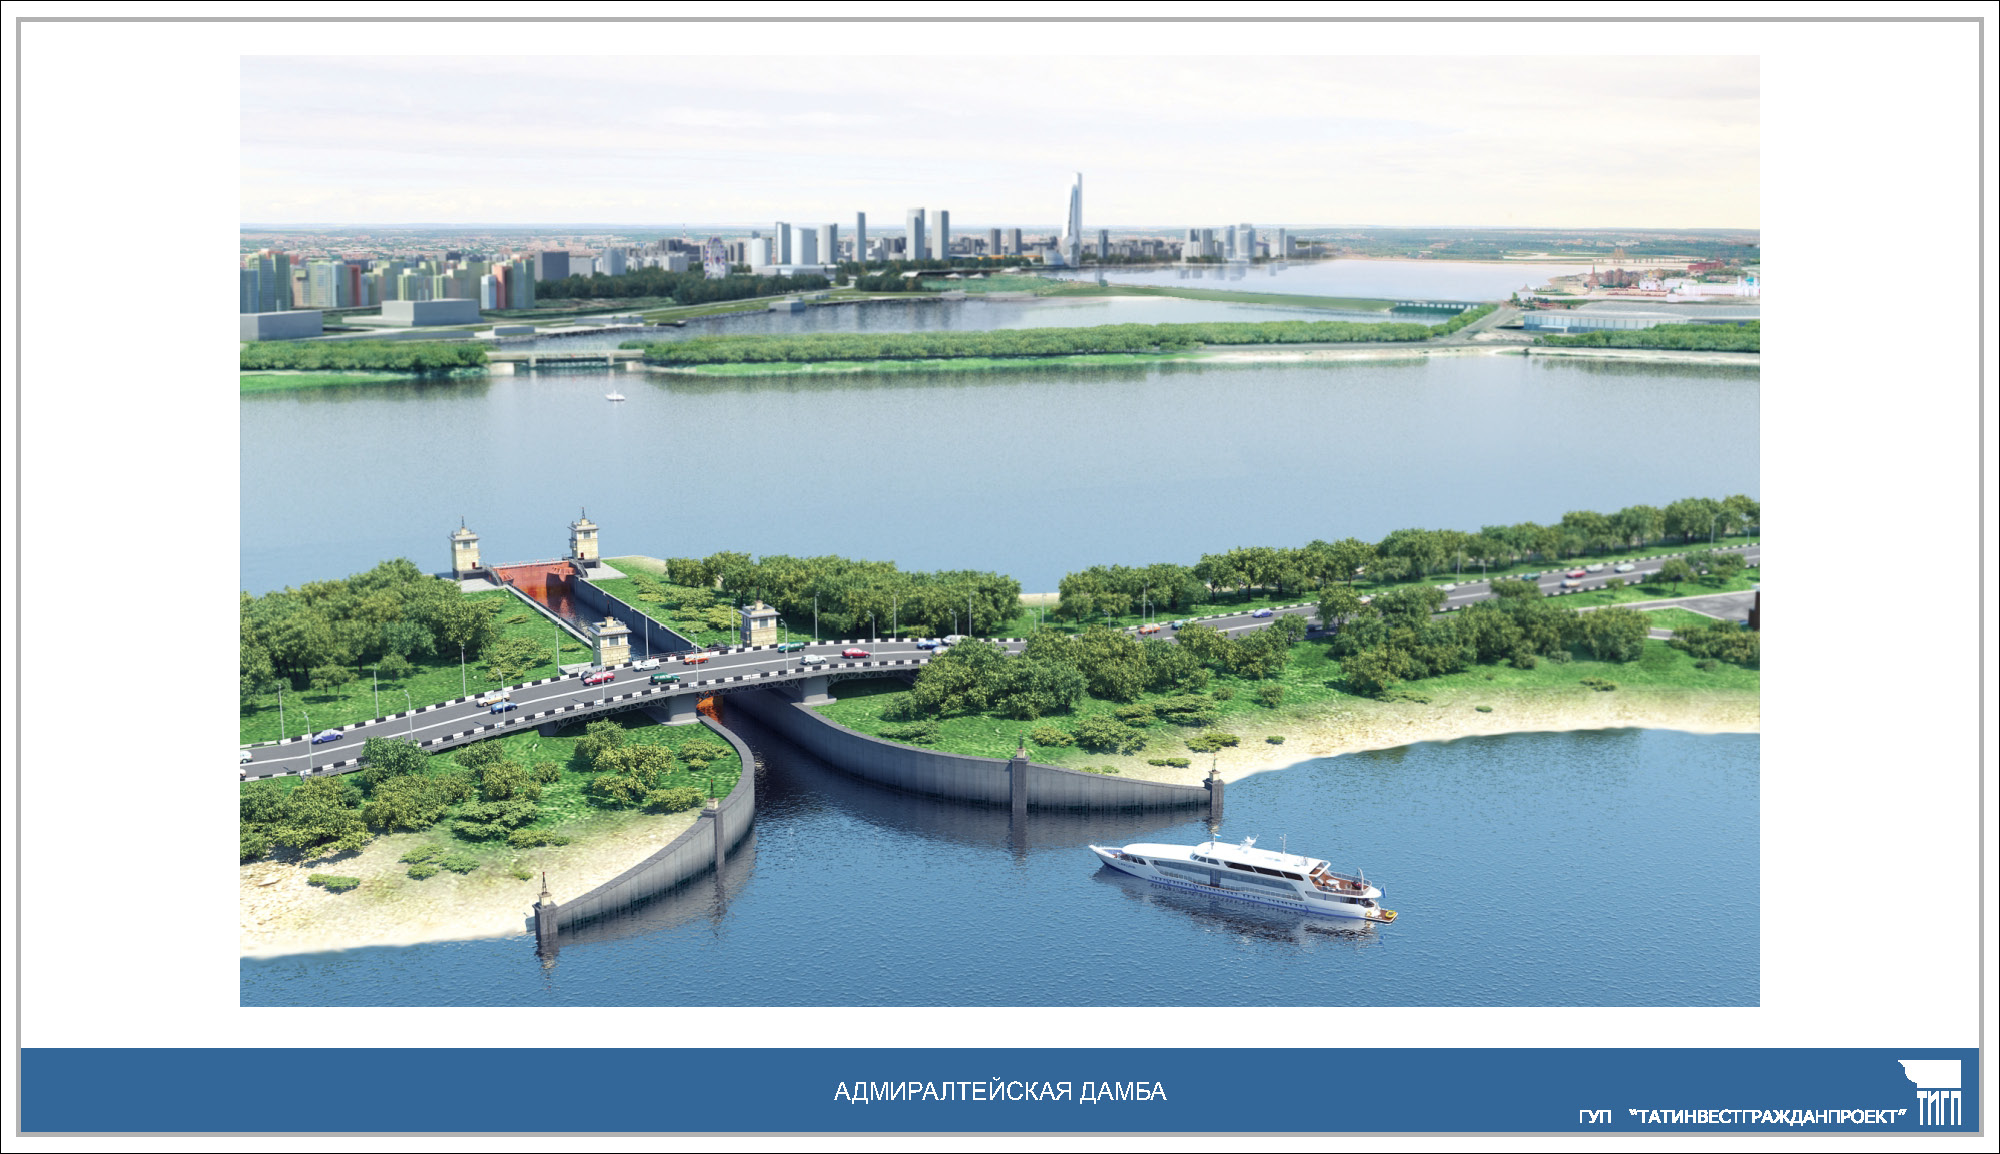 АДМИРАЛТЕЙСКАЯ ДАМБА
ТИГП
ГУП "ТАТИНВЕСТГРАЖДАНПРОЕКТ"